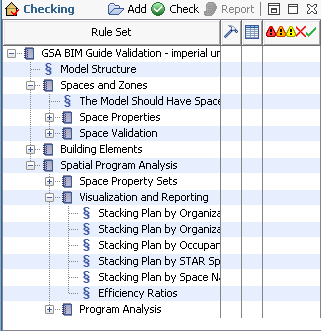 Checking Add Check Report
Rule Set
GSA BIM Guide Validation - imperial un
§ Model Structure
Spaces and Zones
§ The Model Should Have Space
Space Properties
Space Validation
Building Elements
Spatial Program Analysis
Space Property Sets
Visualization and Reporting
§ Stacking Plan by Organiza
§ Stacking Plan by Organiza
§ Stacking Plan by Occupan
§ Stacking Plan by STAR Sp
§ Stacking Plan by Space Na
§ Efficiency Ratios
Program Analysis